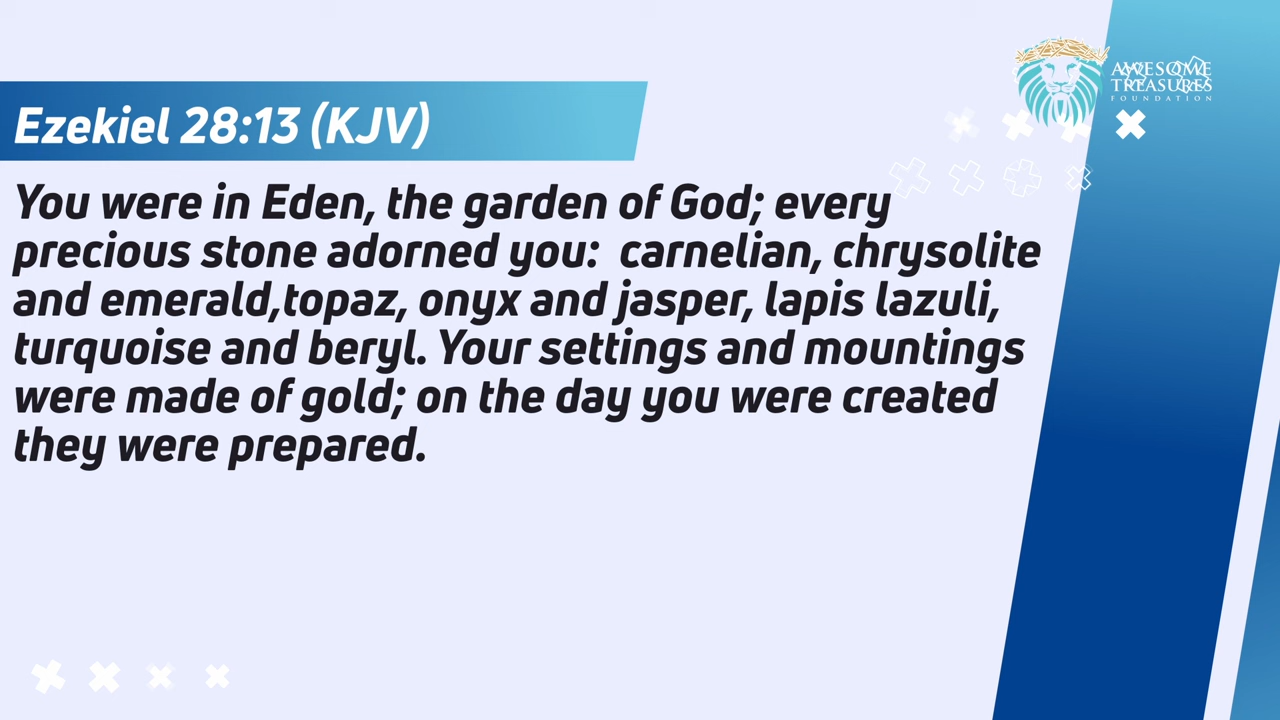 AWESOME
TREASURES
FOUNDATION
Ezekiel 28:13 (KJV)
You were in Eden, the garden of God; every
precious stone adorned you:  carnelian, chrysolite
and emerald,topaz, onyx and jasper, lapis lazuli,
turquoise and beryl. Your settings and mountings
were made of gold; on the day you were created
they were prepared.